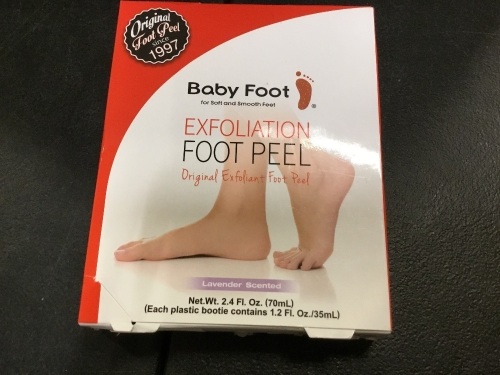 Original
Foot Peel
since
1997
Baby Foot
for Soft and Smooth Feet
®
EXFOLIATION
FOOT PEEL
Original Exfoliant Foot Peel
Lavender Scented
Net.Wt. 2.4 Fl. Oz. (70mL)
(Each plastic bootie contains 1.2 Fl. Oz./35mL)